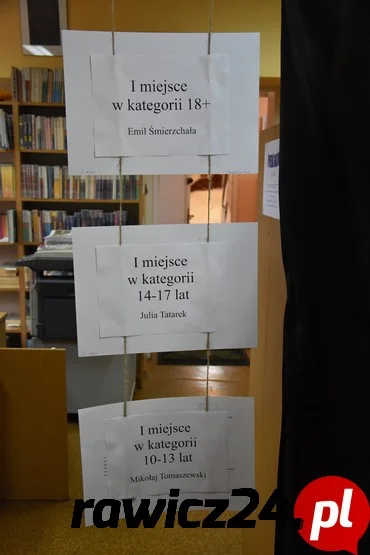 I miejsce
w kategorii 18+
Emil Śmierzchała
I miejsce
w kategorii
14-17 lat
Julia Tatarek
I miejsce
w kategorii
10-13 lat
Mikołaj Tomaszewski
rawicz24.pl